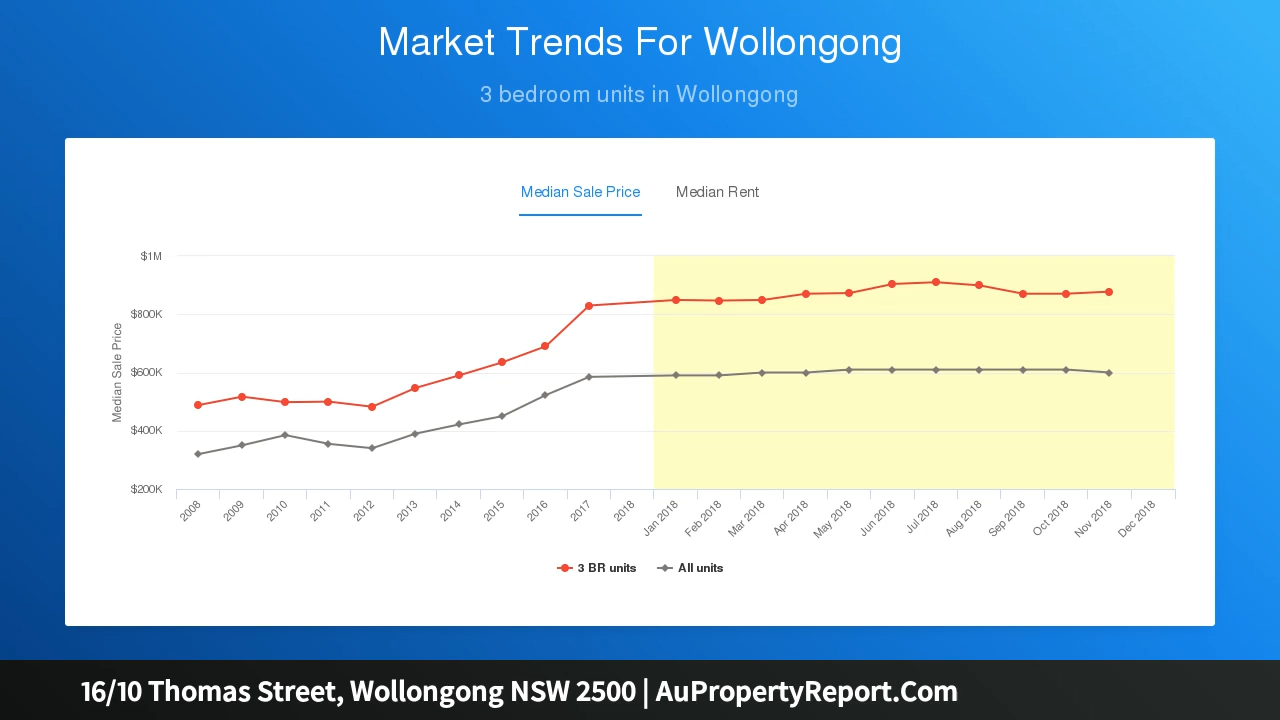 Market Trends For Wollongong
3 bedroom units in Wollongong
Median Sale Price Median Rent
$1M
$800K
$600K
$400K
$200K
Median Sale Price
2008 2009 2010 2011 2012 2013 2014 2015 2016 2017 2018 Jan 2018 Feb 2018 Mar 2018 Apr 2018 May 2018 Jun 2018 Jul 2018 Aug 2018 Sep 2018 Oct 2018 Nov 2018 Dec 2018
3 BR units All units
16/10 Thomas Street, Wollongong NSW 2500 | AuPropertyReport.Com